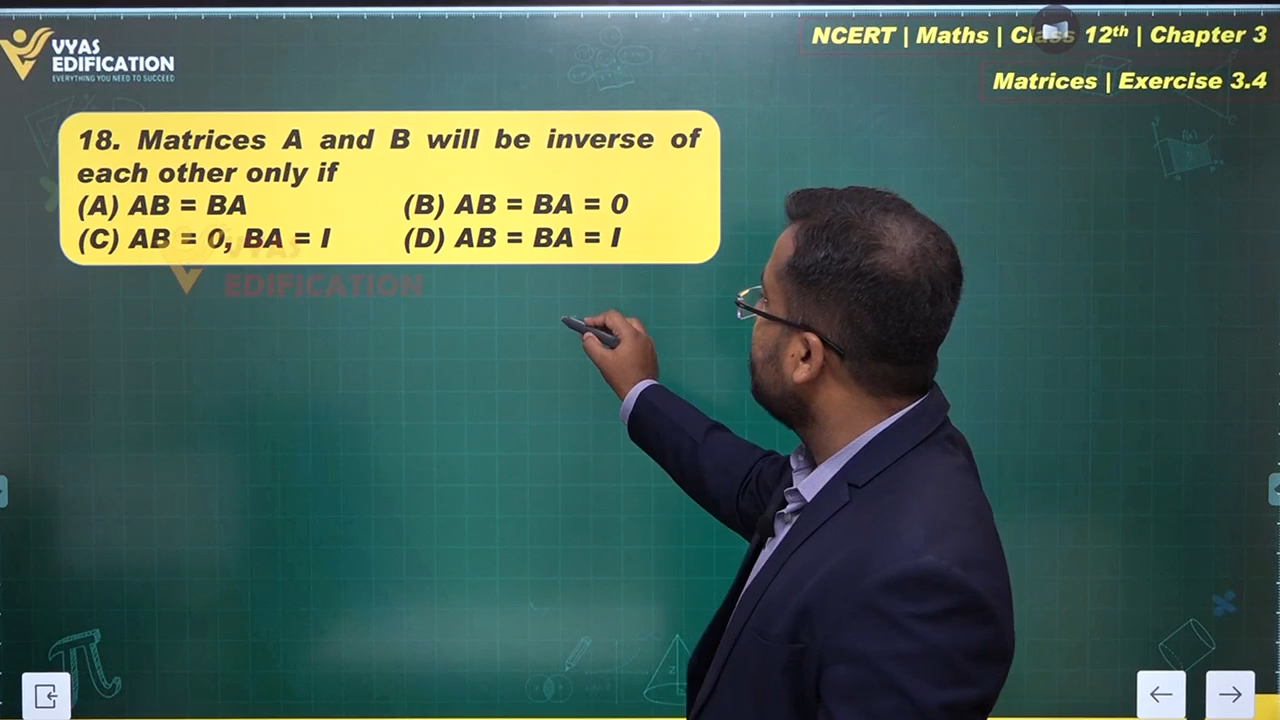 VYAS
EDIFICATION
EVERYTHING YOU NEED TO SUCCEED
NCERT | Maths | Class 12th | Chapter 3
Matrices | Exercise 3.4
18. Matrices A and B will be inverse of
each other only if
(A) AB = BA (B) AB = BA = 0
(C) AB = 0, BA = I (D) AB = BA = I
VYAS
EDIFICATION